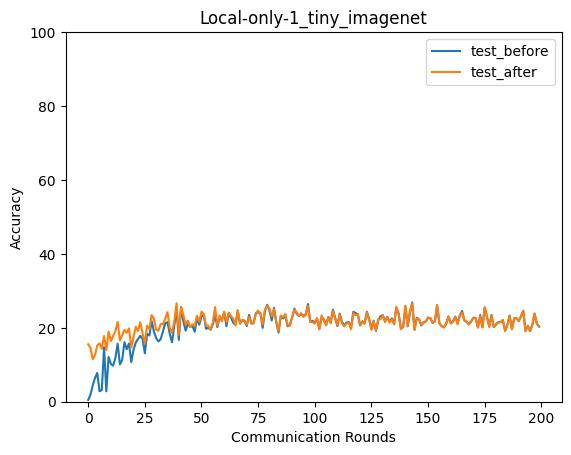 Local-only-1_tiny_imagenet
test_before
test_after
Accuracy
100
80
60
40
20
0
0 25 50 75 100 125 150 175 200
Communication Rounds